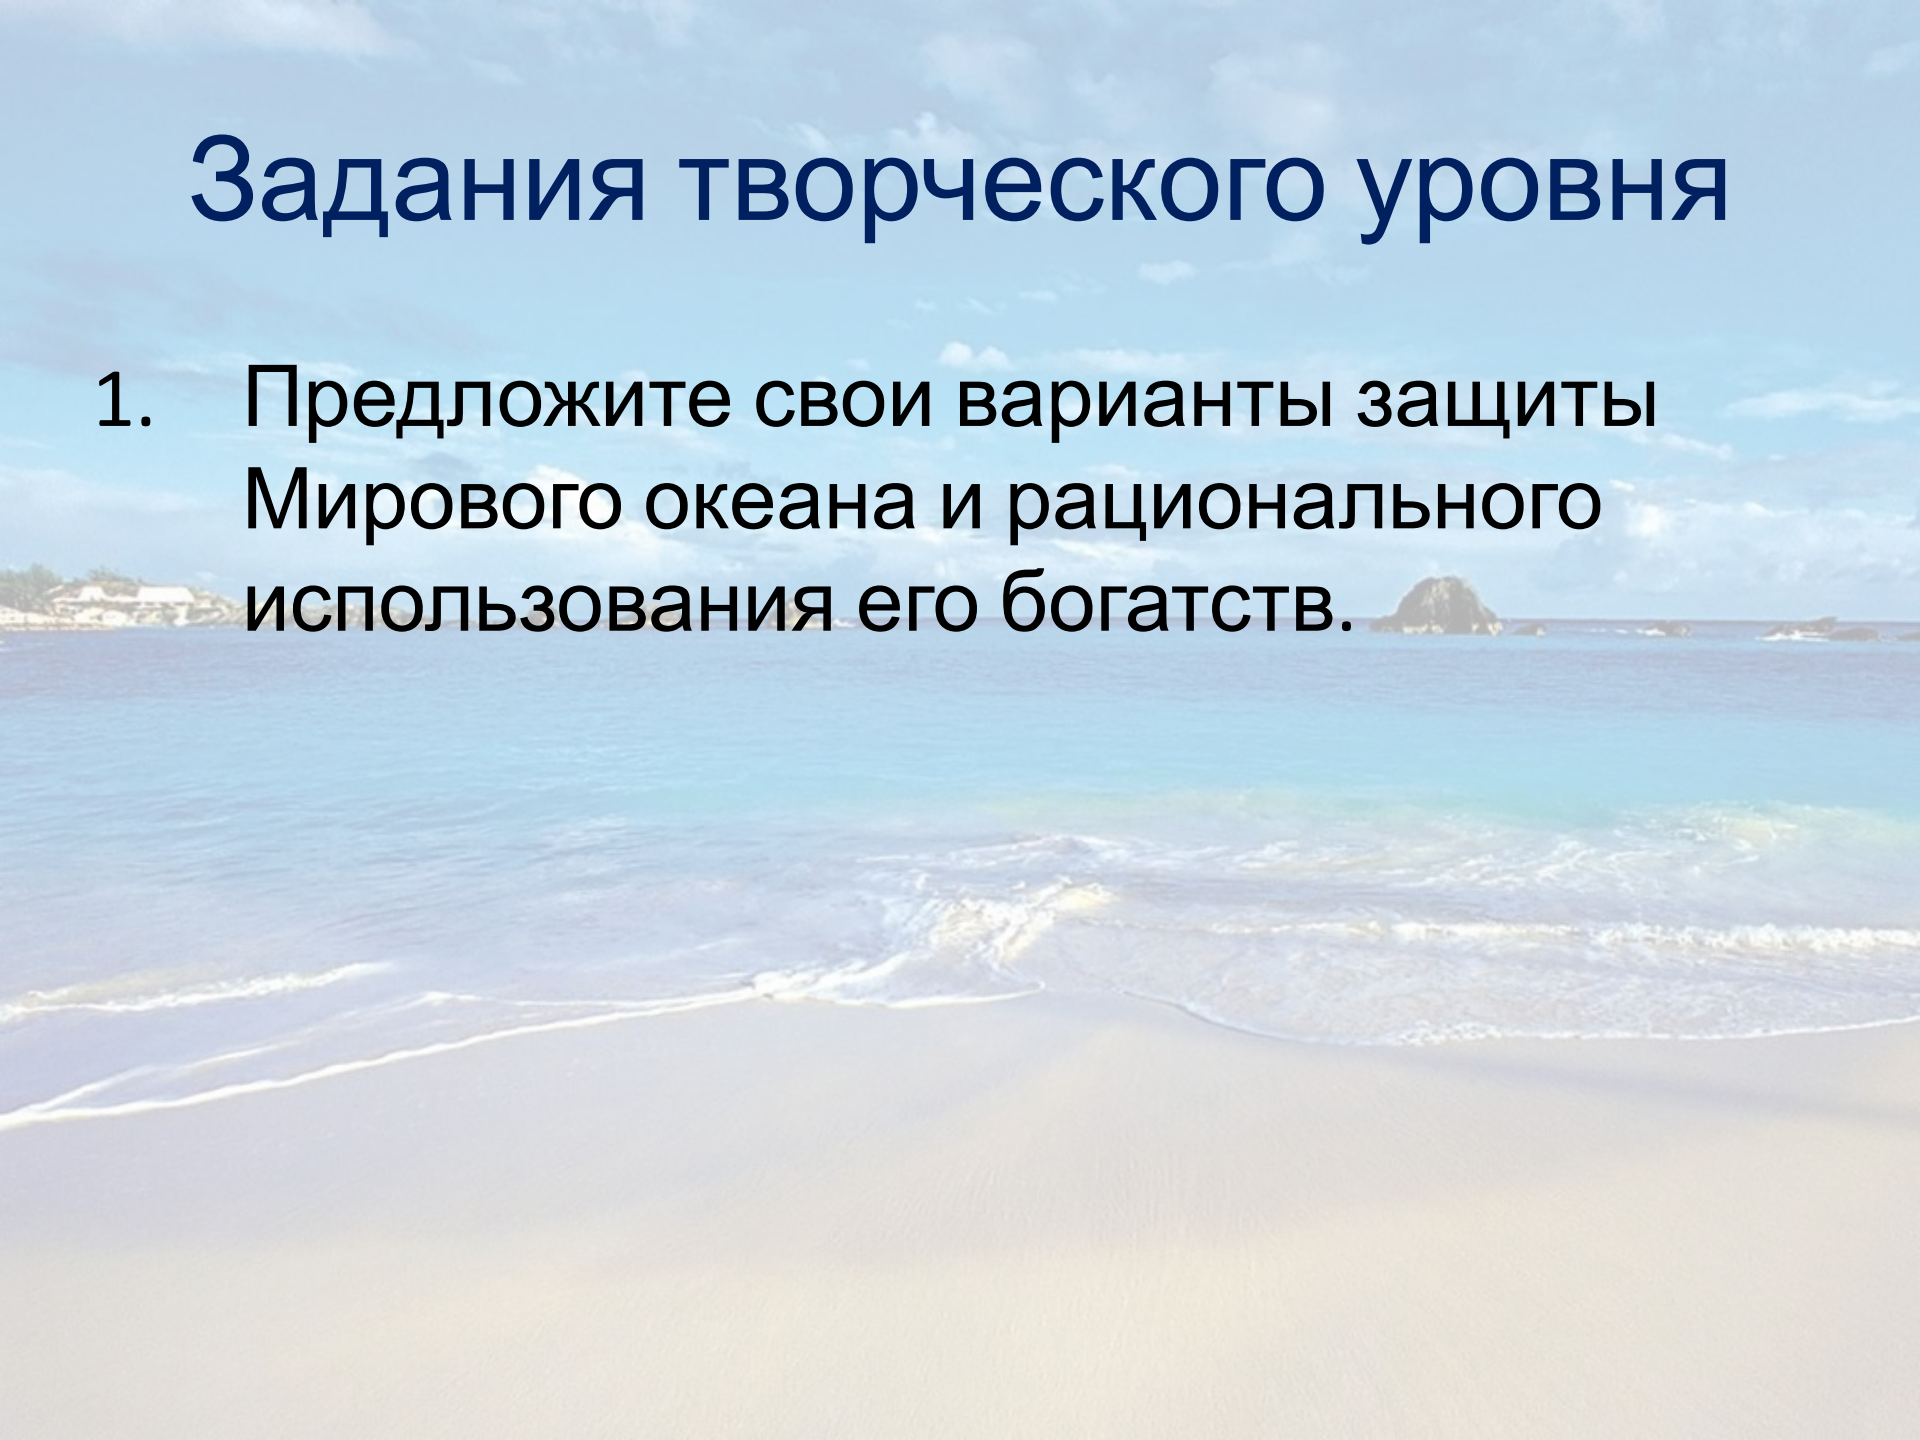 Задания творческого уровня
1. Предложите свои варианты защиты
Мирового океана и рационального
использования его богатств.